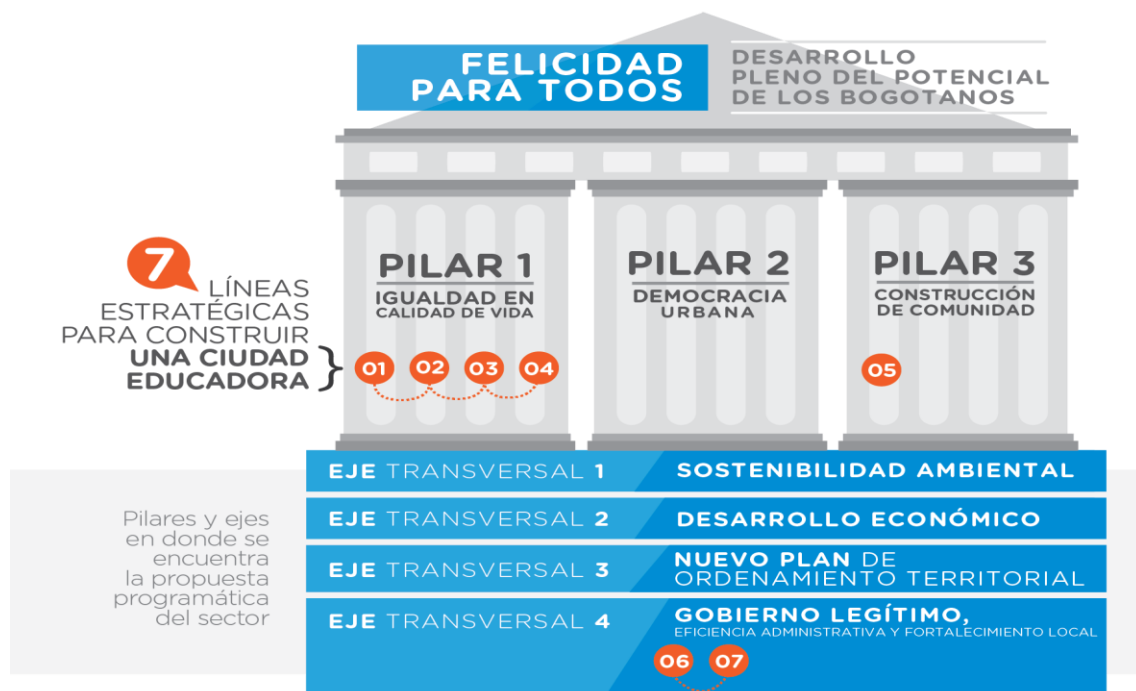 FELICIDAD
PARA TODOS
DESARROLLO
PLENO DEL POTENCIAL
DE LOS BOGOTANOS
7
LÍNEAS
ESTRATÉGICAS
PARA CONSTRUIR
UNA CIUDAD
EDUCADORA
PILAR 1
IGUALDAD EN
CALIDAD DE VIDA
01 02 03 04
PILAR 2
DEMOCRACIA
URBANA
PILAR 3
CONSTRUCCIÓN
DE COMUNIDAD
05
Pilares y ejes
en donde se
encuentra
la propuesta
programática
del sector
EJE TRANSVERSAL 1 SOSTENIBILIDAD AMBIENTAL
EJE TRANSVERSAL 2 DESARROLLO ECONÓMICO
EJE TRANSVERSAL 3 NUEVO PLAN DE
ORDENAMIENTO TERRITORIAL
EJE TRANSVERSAL 4 GOBIERNO LEGÍTIMO,
EFICIENCIA ADMINISTRATIVA Y FORTALECIMIENTO LOCAL
06 07